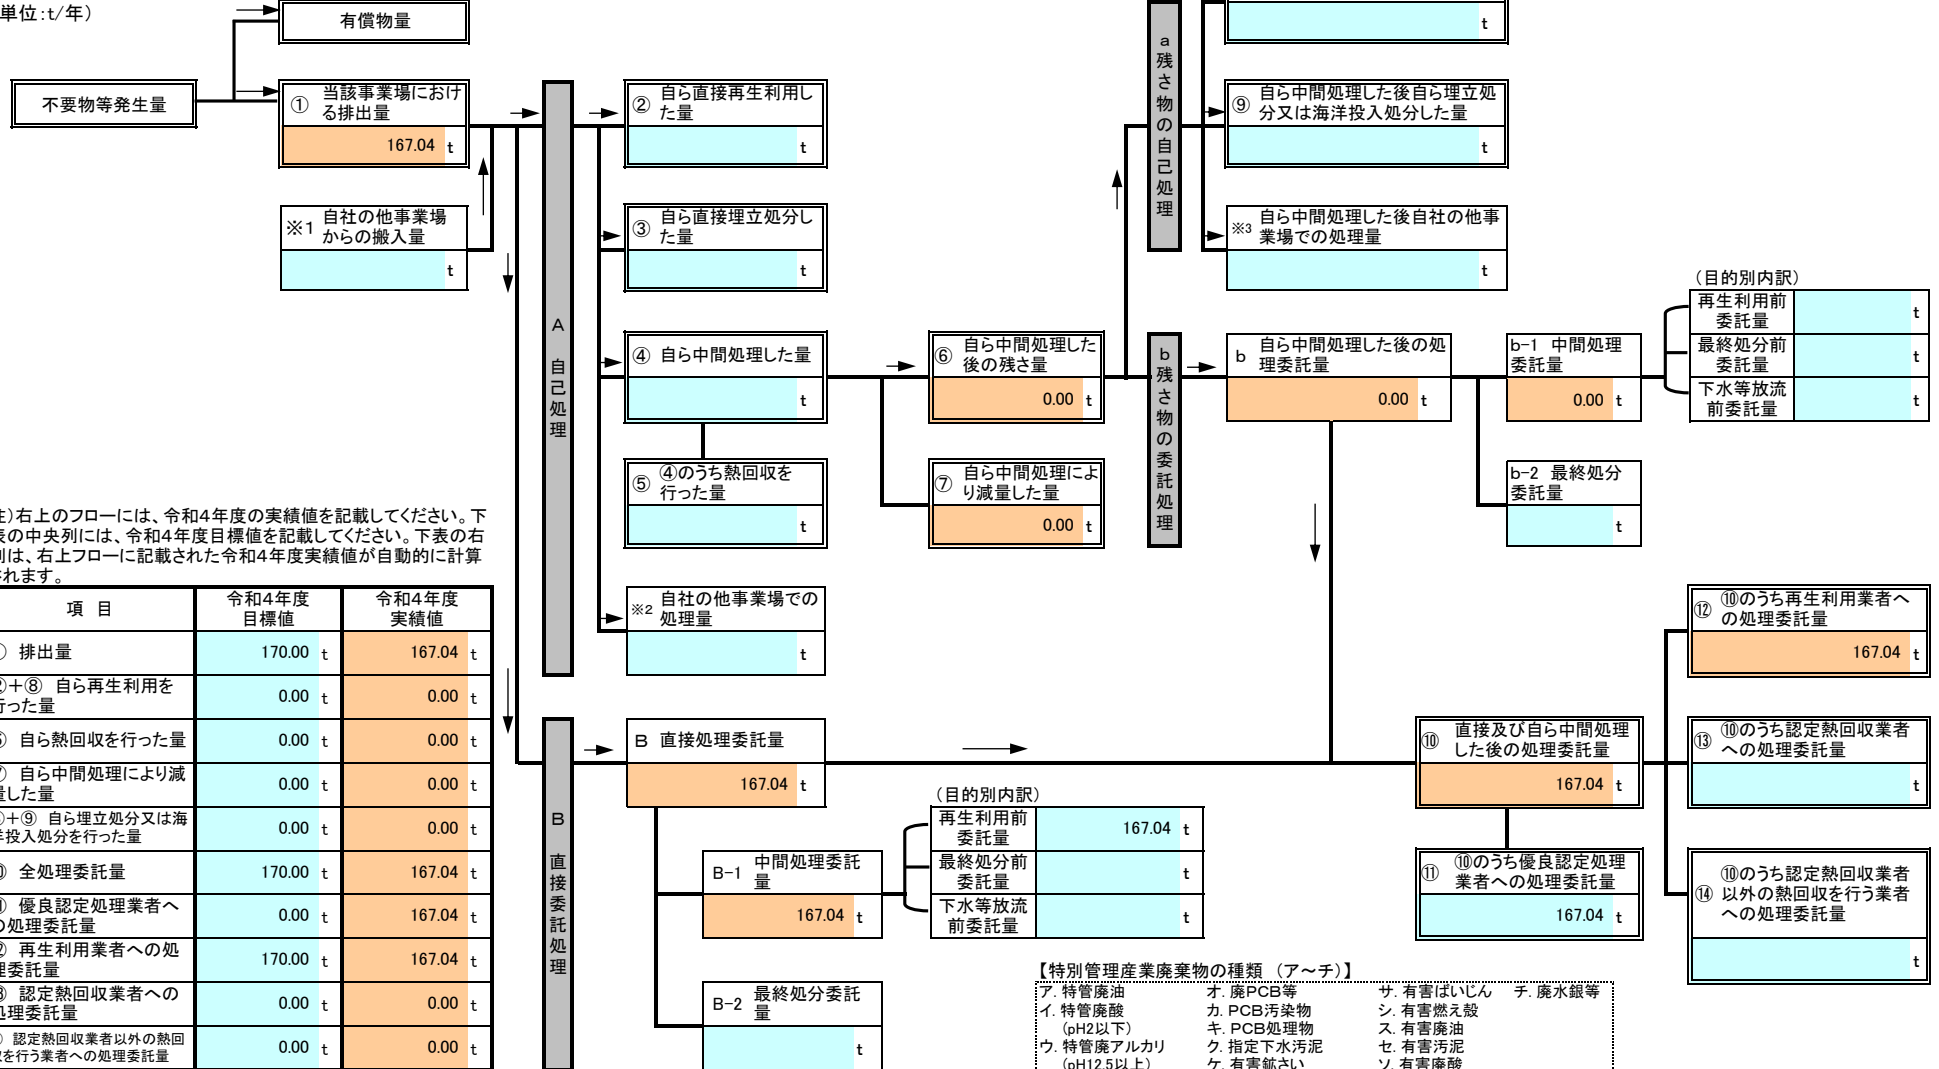 単位:t/年)
有償物量
不要物等発生量
① 当該事業場におけ
る排出量
167.04 t
※1 自社の他事業場
からの搬入量
t
A 自己処理
② 自ら直接再生利用し
た量
t
③ 自ら直接埋立処分し
た量
t
④ 自ら中間処理した量
t
⑤ ④のうち熱回収を
行った量
t
※2 自社の他事業場での
処理量
t
⑥ 自ら中間処理した
後の残さ量
0.00 t
⑦ 自ら中間処理によ
り減量した量
0.00 t
a 残さ物の自己処理
t
⑨ 自ら中間処理した後自ら埋立処
分又は海洋投入処分した量
t
※3 自ら中間処理した後自社の他事
業場での処理量
t
b 残さ物の委託処理
b 自ら中間処理した後の処
理委託量
0.00 t
b-1 中間処理
委託量
0.00 t
b-2 最終処分
委託量
t
(目的別内訳)
再生利用前
委託量
t
最終処分前
委託量
t
下水等放流
前委託量
t
注)右上のフローには、令和4年度の実績値を記載してください。下
表の中央列には、令和4年度目標値を記載してください。下表の右
列は、右上フローに記載された令和4年度実績値が自動的に計算
されます。
項 目 令和4年度 目標値 令和4年度 実績値
排出量 170.00 t 167.04 t
②+⑧ 自ら再生利用を
行った量 0.00 t 0.00 t
自ら熱回収を行った量 0.00 t 0.00 t
⑦ 自ら中間処理により減
量した量 0.00 t 0.00 t
+⑨ 自ら埋立処分又は海
洋投入処分を行った量 0.00 t 0.00 t
全処理委託量 170.00 t 167.04 t
優良認定処理業者へ
の処理委託量 0.00 t 167.04 t
再生利用業者への処
理委託量 170.00 t 167.04 t
認定熱回収業者への
処理委託量 0.00 t 0.00 t
認定熱回収業者以外の熱回
収を行う業者への処理委託量 0.00 t 0.00 t
B 直接委託処理
B 直接処理委託量
167.04 t
B-1 中間処理委託
量
167.04 t
B-2 最終処分委託
量
t
(目的別内訳)
再生利用前
委託量
167.04 t
最終処分前
委託量
t
下水等放流
前委託量
t
⑩ 直接及び自ら中間処理
した後の処理委託量
167.04 t
⑪ ⑩のうち優良認定処理
業者への処理委託量
167.04 t
⑫ ⑩のうち再生利用業者へ
の処理委託量
167.04 t
⑬ ⑩のうち認定熱回収業者
への処理委託量
t
⑭ ⑩のうち認定熱回収業者
以外の熱回収を行う業者
への処理委託量
t
【特別管理産業廃棄物の種類 (ア～チ)】
ア. 特管廃油 オ. 廃PCB等 サ. 有害ばいじん チ. 廃水銀等
イ. 特管廃酸 カ. PCB汚染物 シ. 有害燃え殻
(pH2以下) キ. PCB処理物 ス. 有害廃油
ウ. 特管廃アルカリ ク. 指定下水汚泥 セ. 有害汚泥
(pH12.5以上) ケ. 有害鉱さい ソ. 有害廃酸